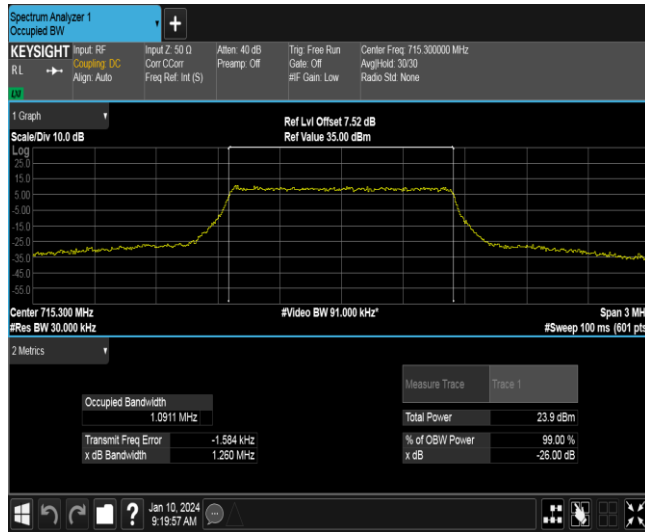 Spectrum Analyzer 1
Occupied BW
+
KEYSIGHT Input: RF Input Z: 50 Ω Atten: 40 dB Trig: Free Run Center Freq: 715.300000 MHz
RL Coupling: DC Corr CCorr Preamp: Off Gate: Off Avg|Hold: 30/30
Align: Auto Freq Ref: Int (S) #IF Gain: Low Radio Std: None
LXI
1 Graph
Scale/Div 10.0 dB
Ref Lvl Offset 7.52 dB
Ref Value 35.00 dBm
Log
25.0
15.0
5.00
-5.00
-15.0
-25.0
-35.0
-45.0
-55.0
Center 715.300 MHz #Video BW 91.000 kHz* Span 3 MH
#Res BW 30.000 kHz #Sweep 100 ms (601 pts
2 Metrics
Measure Trace Trace 1
Occupied Bandwidth
1.0911 MHz
Total Power 23.9 dBm
Transmit Freq Error -1.584 kHz % of OBW Power 99.00 %
x dB Bandwidth 1.260 MHz x dB -26.00 dB
? Jan 10, 2024
9:19:57 AM